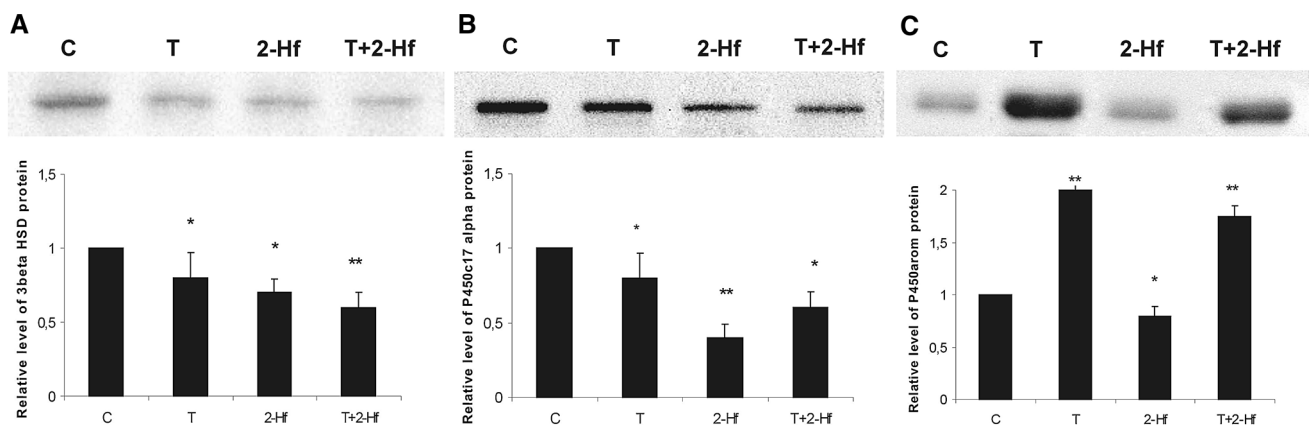 A
C T 2-Hf T+2-Hf
Relative level of 3beta HSD protein
1,5
1
0,5
0
* * **
C T 2-Hf T+2-Hf
B
C T 2-Hf T+2-Hf
Relative level of P450c17 alpha protein
1,5
1
0,5
0
* ** *
C T 2-Hf T+2-Hf
C
C T 2-Hf T+2-Hf
Relative level of P450arom protein
2
1,5
1
0,5
0
** * **
C T 2-Hf T+2-Hf